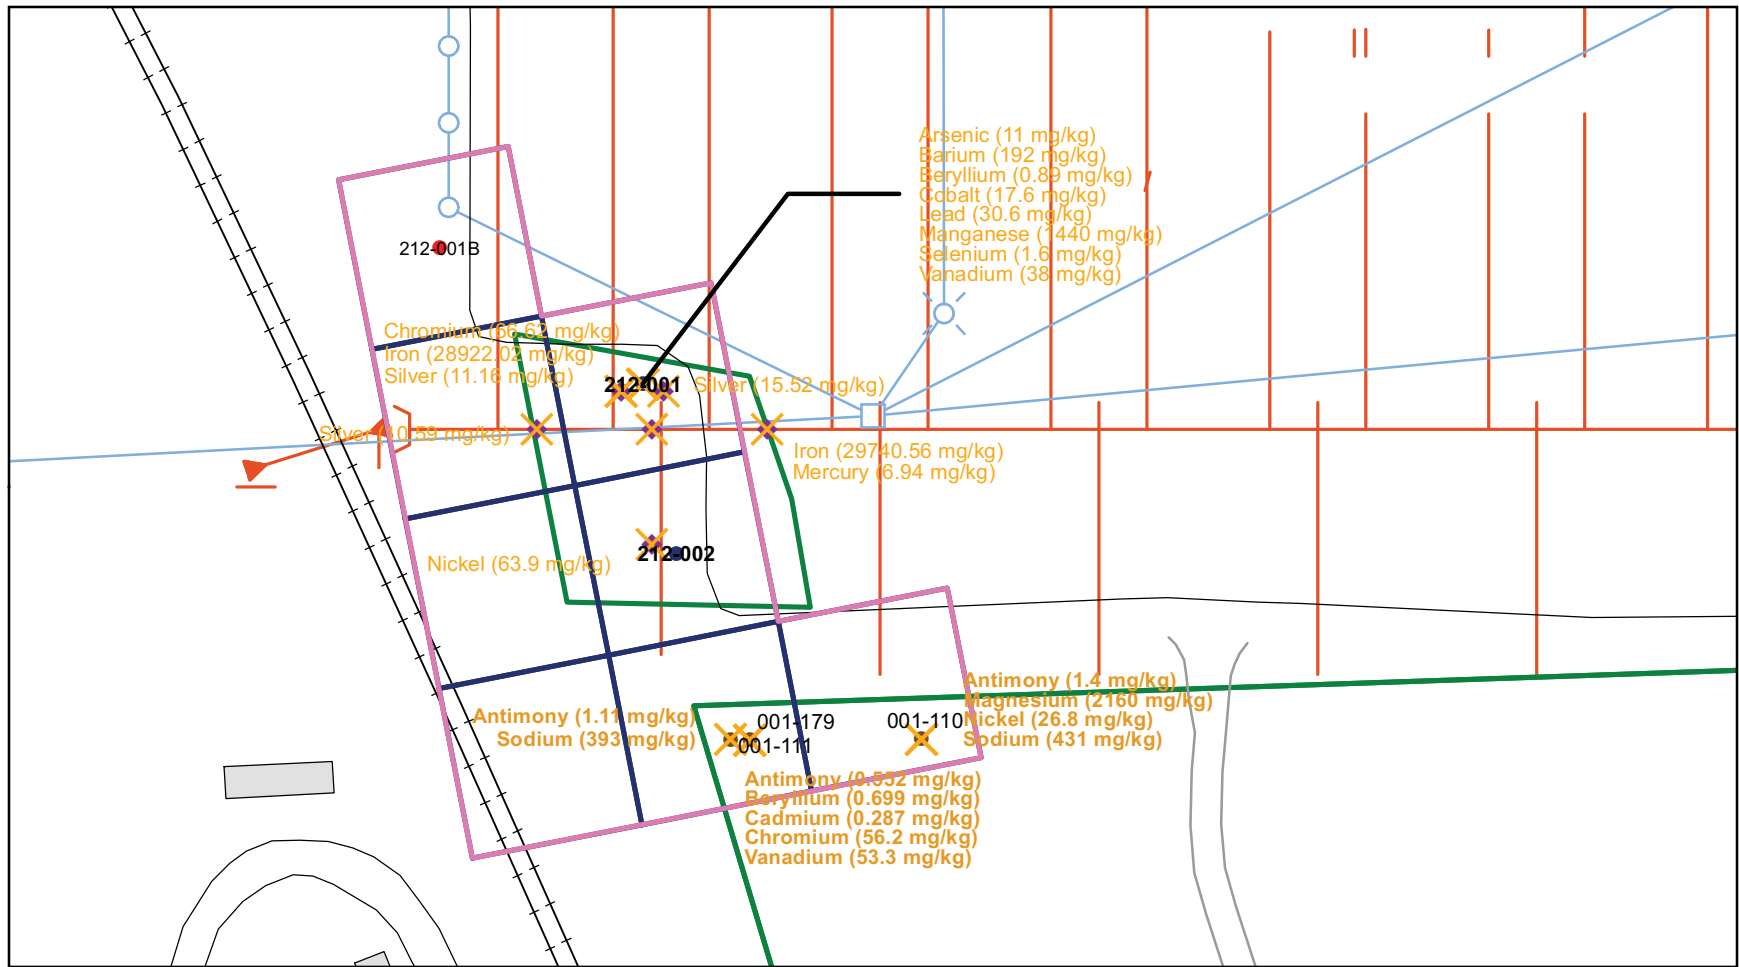 Arsenic (11 mg/kg)
Barium (192 mg/kg)
Beryllium (0.89 mg/kg)
Cobalt (17.6 mg/kg)
Lead (30.6 mg/kg)
Manganese (1440 mg/kg)
Selenium (1.6 mg/kg)
Vanadium (38 mg/kg)
212-001B
Chromium (66.62 mg/kg)
Iron (28922.02 mg/kg)
Silver (11.16 mg/kg)
212-001
Silver (15.52 mg/kg)
Silver (10.59 mg/kg)
Iron (29740.56 mg/kg)
Mercury (6.94 mg/kg)
212-002
Nickel (63.9 mg/kg)
Antimony (1.4 mg/kg)
Magnesium (2160 mg/kg)
Nickel (26.8 mg/kg)
Sodium (431 mg/kg)
Antimony (1.11 mg/kg)
Sodium (393 mg/kg)
001-179
001-111
001-110
Antimony (0.552 mg/kg)
Beryllium (0.699 mg/kg)
Cadmium (0.287 mg/kg)
Chromium (56.2 mg/kg)
Vanadium (53.3 mg/kg)